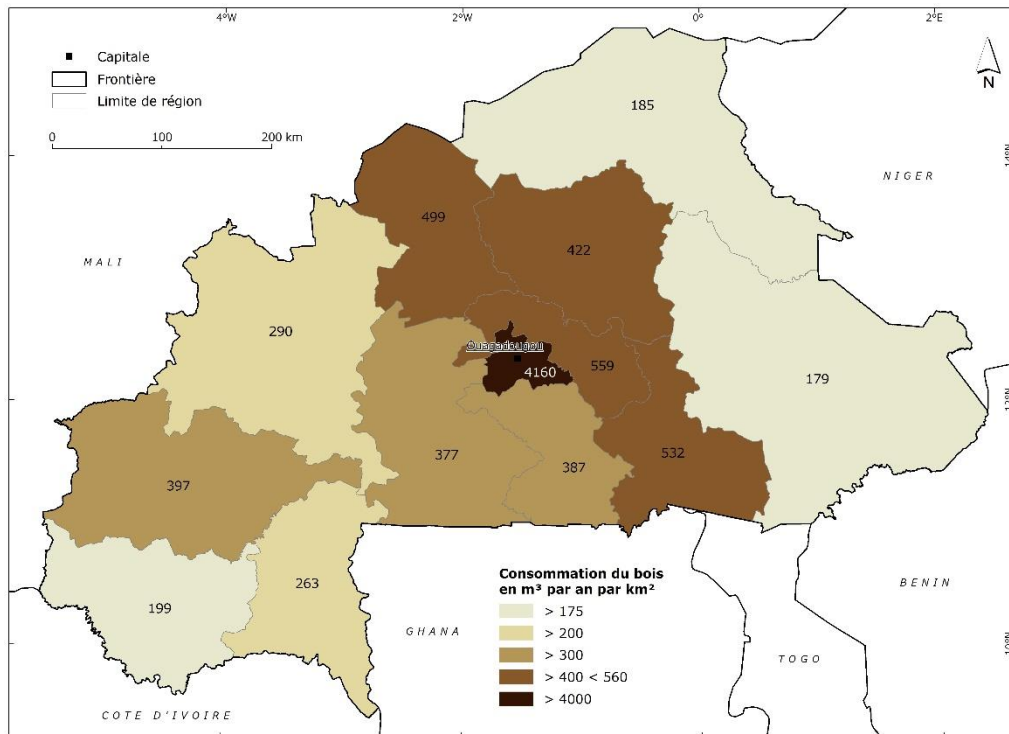 4°W
2°W
0°
2°E
Capitale
Frontière
Limite de région
0 100 200 km
N
14°N
185
NIGER
499
422
MALI
290
Ouagadougou
4160
559
179
532
377
387
397
263
199
Consommation du bois
en m³ par an par km²
> 175
> 200
> 300
> 400 < 560
> 4000
GHANA
BENIN
TOGO
COTE D'IVOIRE